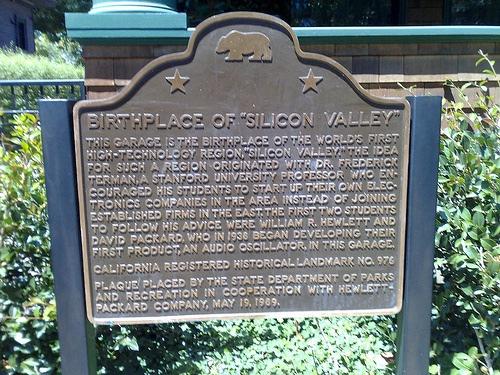 BIRTHPLACE OF "SILICON VALLEY"
THIS GARAGE IS THE BIRTHPLACE OF THE WORLD'S FIRST
HIGH-TECHNOLOGY REGION, "SILICON VALLEY." THE IDEA
FOR SUCH A REGION ORIGINATED WITH DR. FREDERICK
TERMAN, A STANFORD UNIVERSITY PROFESSOR WHO EN-
COURAGED HIS STUDENTS TO START UP THEIR OWN ELEC-
TRONICS COMPANIES IN THE AREA INSTEAD OF JOINING
ESTABLISHED FIRMS IN THE EAST. THE FIRST TWO STUDENTS
TO FOLLOW HIS ADVICE WERE WILLIAM R. HEWLETT AND
DAVID PACKARD, WHO IN 1938 BEGAN DEVELOPING THEIR
FIRST PRODUCT, AN AUDIO OSCILLATOR, IN THIS GARAGE.
CALIFORNIA REGISTERED HISTORICAL LANDMARK NO. 976
PLAQUE PLACED BY THE STATE DEPARTMENT OF PARKS
AND RECREATION IN COOPERATION WITH HEWLETT-
PACKARD COMPANY, MAY 19, 1989.